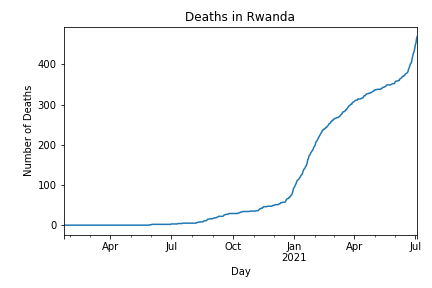 Deaths in Rwanda
Number of Deaths
400
300
200
100
0
Apr
Jul
Oct
Jan
2021
Apr
Jul
Day